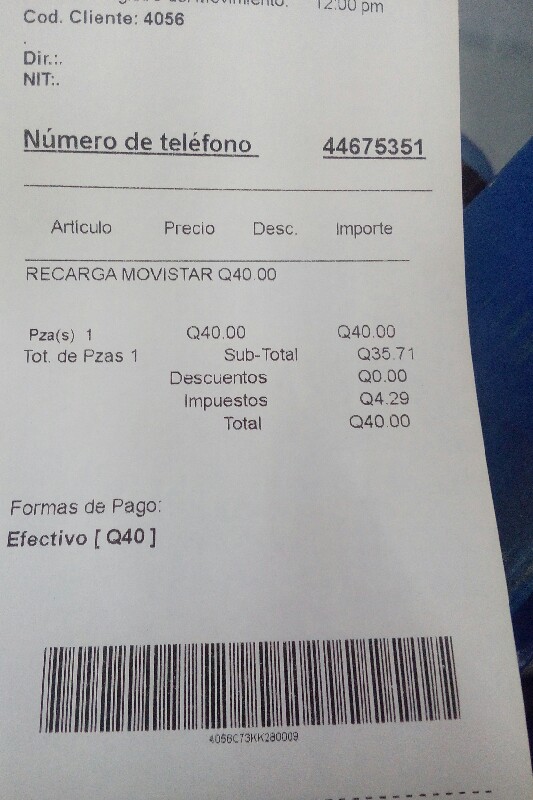 12:00 pm
Cod. Cliente: 4056
.
Dir.:.
NIT:.
Número de teléfono 44675351
Articulo Precio Desc. Importe
RECARGA MOVISTAR Q40.00
Pza(s) 1 Q40.00 Q40.00
Tot. de Pzas 1 Sub-Total Q35.71
Descuentos Q0.00
Impuestos Q4.29
Total Q40.00
Formas de Pago:
Efectivo [ Q40 ]
4056C73KK280009